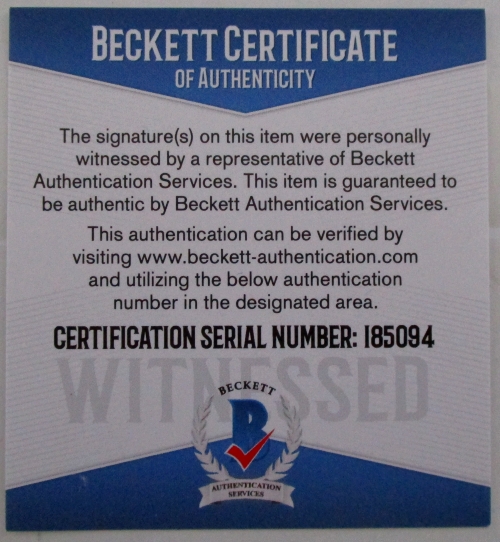 BECKETT CERTIFICATE
OF AUTHENTICITY
The signature(s) on this item were personally
witnessed by a representative of Beckett
Authentication Services. This item is guaranteed to
be authentic by Beckett Authentication Services.
This authentication can be verified by
visiting www.beckett-authentication.com
and utilizing the below authentication
number in the designated area.
CERTIFICATION SERIAL NUMBER: I85094
WITNESSED
BECKETT
B
AUTHENTICATION
SERVICES